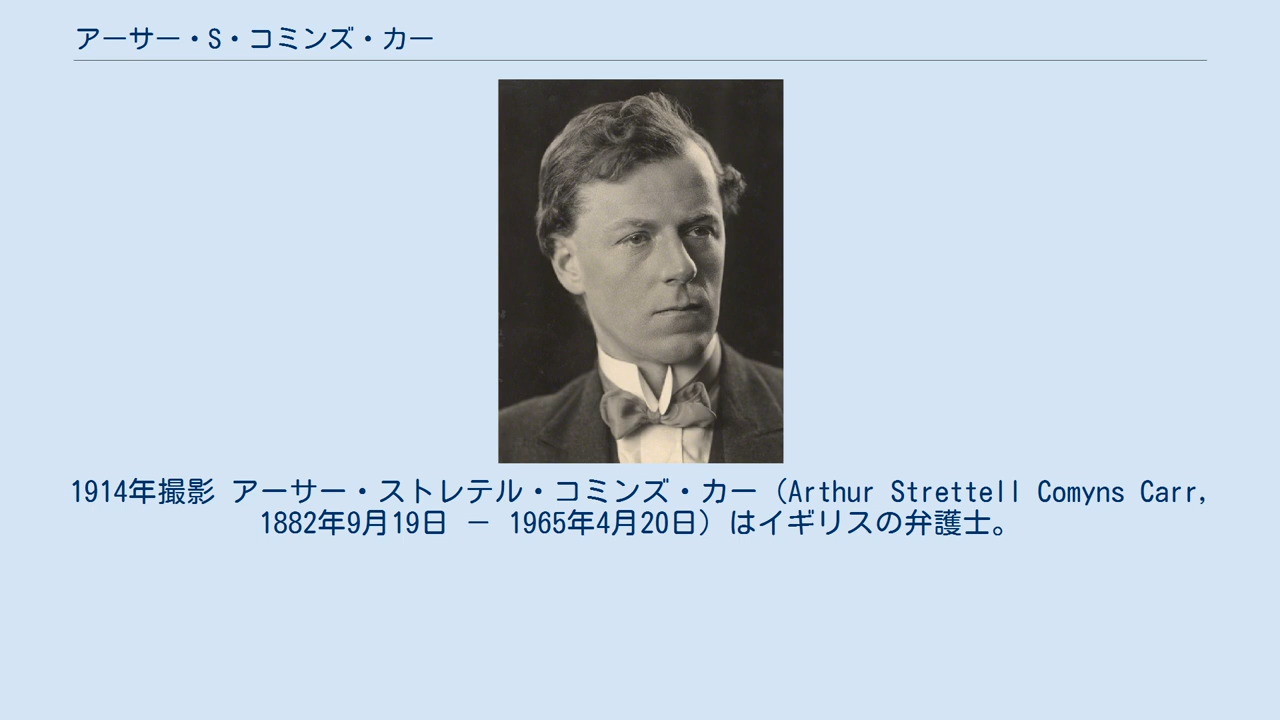 アーサー・S・コミンズ・カー
1914年撮影 アーサー・ストレテル・コミンズ・カー（Arthur Strettell Comyns Carr,
1882年9月19日 － 1965年4月20日）はイギリスの弁護士。